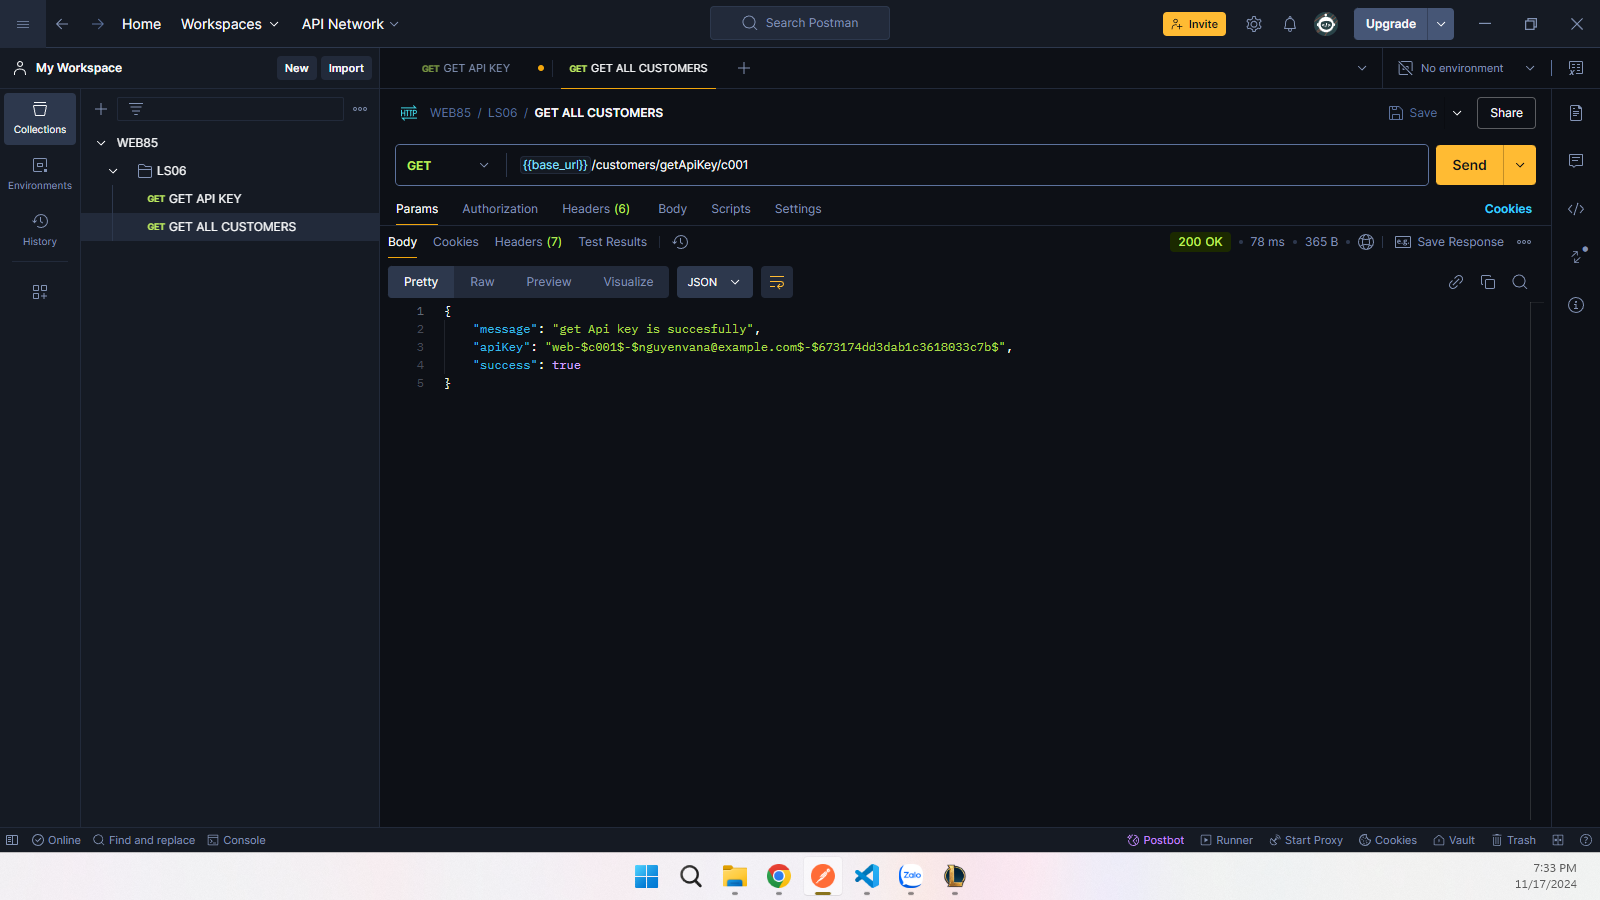 Home
Workspaces
API Network
Search Postman
Invite
Upgrade
My Workspace
New
Import
GET GET API KEY
GET GET ALL CUSTOMERS
No environment
Collections
Environments
History
WEB85
LS06
GET GET API KEY
GET GET ALL CUSTOMERS
HTTP
WEB85 / LS06 / GET ALL CUSTOMERS
Save
Share
GET
{{base_url}}/customers/getApiKey/c001
Send
Params
Authorization
Headers (6)
Body
Scripts
Settings
Cookies
Body
Cookies
Headers (7)
Test Results
200 OK
78 ms
365 B
e.g.
Save Response
Pretty
Raw
Preview
Visualize
JSON
1 {
2 "message": "get Api key is succesfully",
3 "apiKey": "web-$c001$-$nguyenvana@example.com$-$673174dd3dab1c3618033c7b$",
4 "success": true
5 }
Online
Find and replace
Console
Postbot
Runner
Start Proxy
Cookies
Vault
Trash
Zalo
7:33 PM
11/17/2024